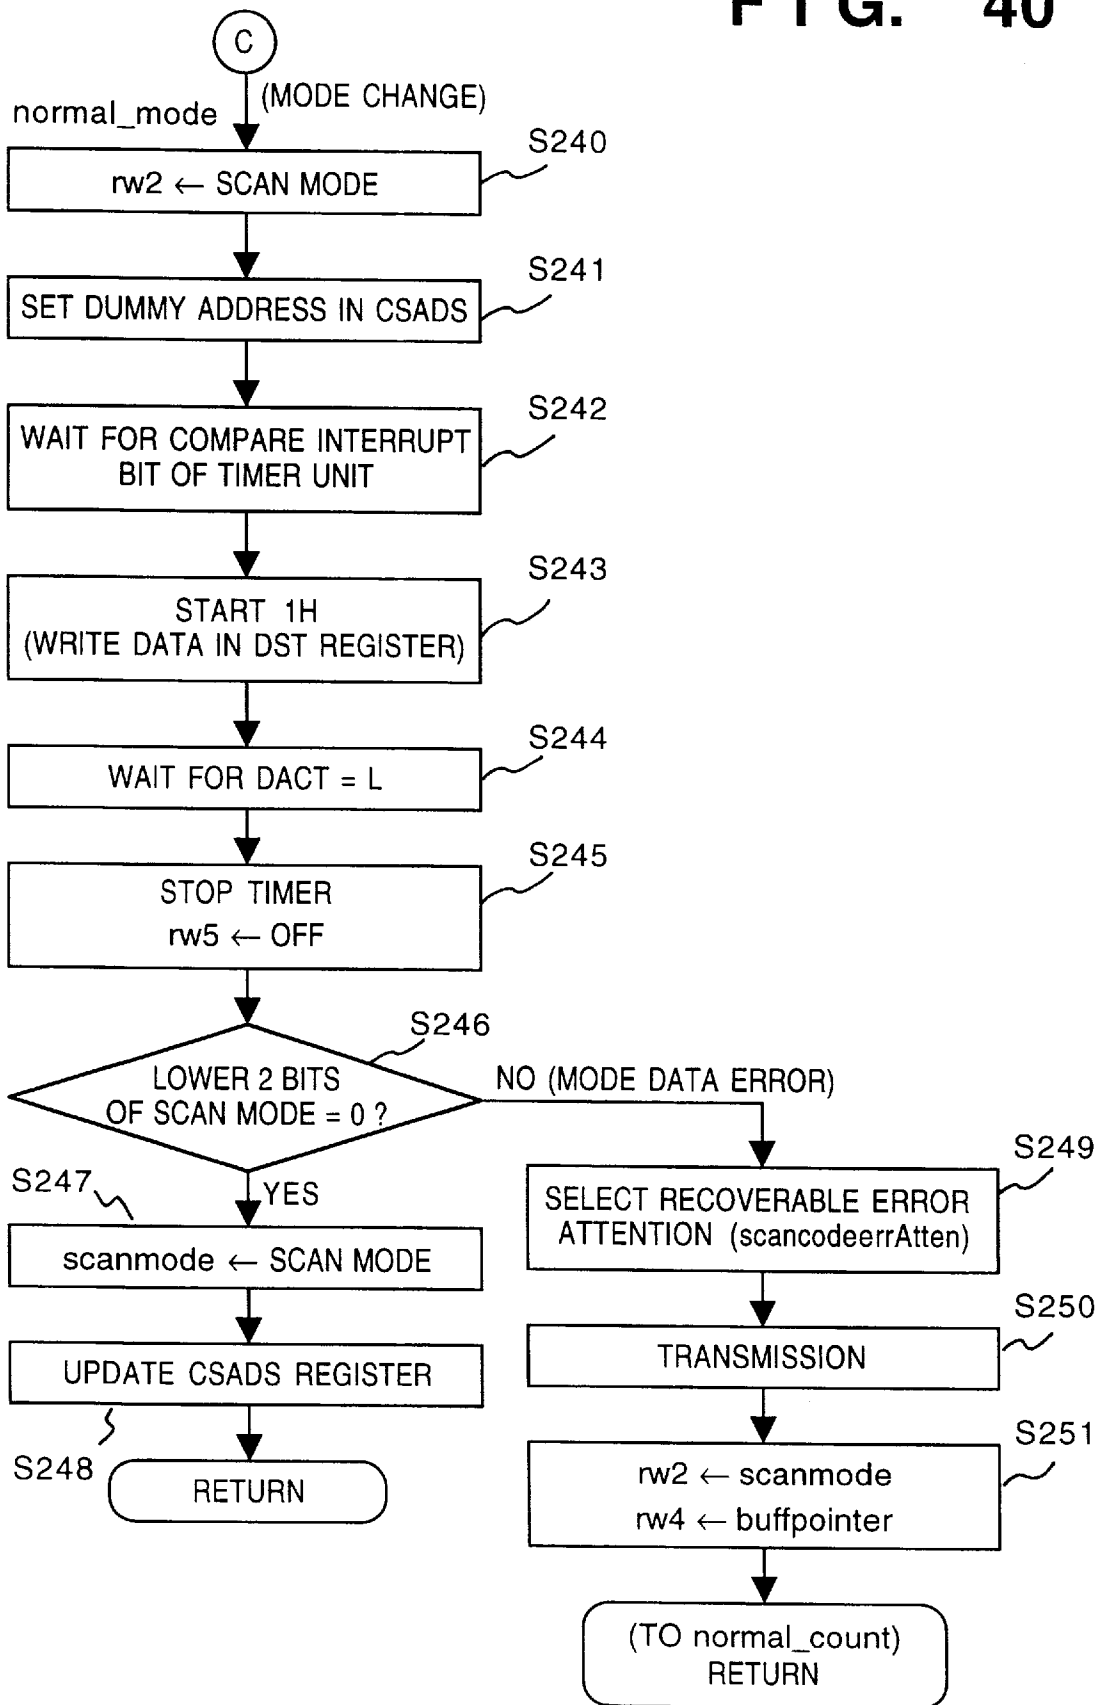 FIG. 40
C
(MODE CHANGE)
normal_mode
S240
rw2 ← SCAN MODE
S241
SET DUMMY ADDRESS IN CSADS
S242
WAIT FOR COMPARE INTERRUPT
BIT OF TIMER UNIT
S243
START 1H
(WRITE DATA IN DST REGISTER)
S244
WAIT FOR DACT = L
S245
STOP TIMER
rw5 ← OFF
S246
LOWER 2 BITS
OF SCAN MODE = 0 ?
NO (MODE DATA ERROR)
YES
S247
scanmode ← SCAN MODE
UPDATE CSADS REGISTER
S248
RETURN
S249
SELECT RECOVERABLE ERROR
ATTENTION (scancodeerrAtten)
S250
TRANSMISSION
S251
rw2 ← scanmode
rw4 ← buffpointer
(TO normal_count)
RETURN